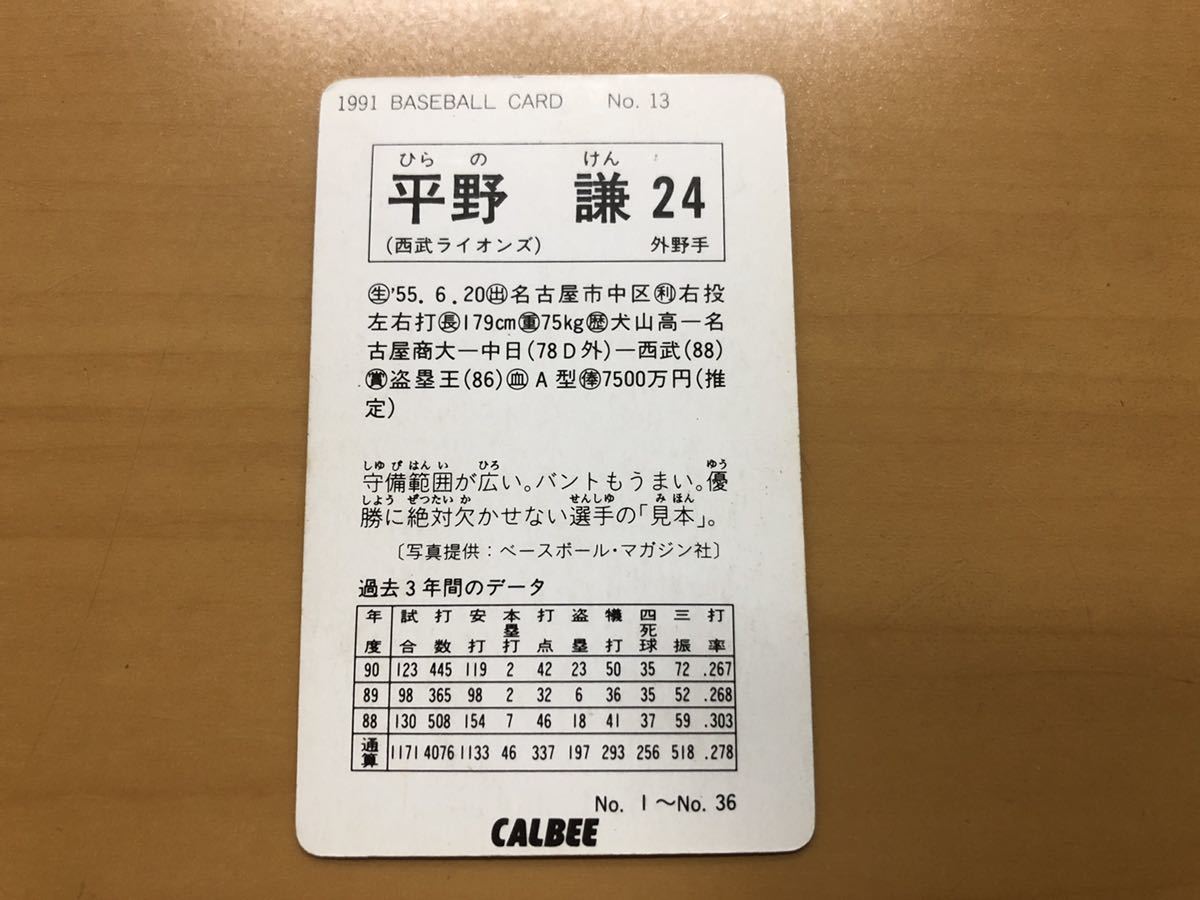 1991 BASEBALL CARD No. 13
ひら の けん
平野 謙 24
(西武ライオンズ) 外野手
㊤'55. 6. 20㊦名古屋市中区㊒右投
左右打㊔179cm㊕75kg㊖犬山高—名
古屋商大—中日(78D外)—西武(88)
㊗盗塁王(86)㊘A型㊙7500万円(推
定)
しゅ び はん い ひろ ゆう
守備範囲が広い。バントもうまい。優
しょう ぜったい か せんしゅ み ほん
勝に絶対欠かせない選手の「見本」。
〔写真提供：ベースボール・マガジン社〕
過去3年間のデータ
年度 試合 打数 安打 本塁打 打点 盗塁 犠打 四死球 三振 打率
90 123 445 119 2 42 23 50 35 72 .267
89 98 365 98 2 32 6 36 35 52 .268
88 130 508 154 7 46 18 41 37 59 .303
通算 1171 4076 1133 46 337 197 293 256 518 .278
No. 1～No. 36
CALBEE